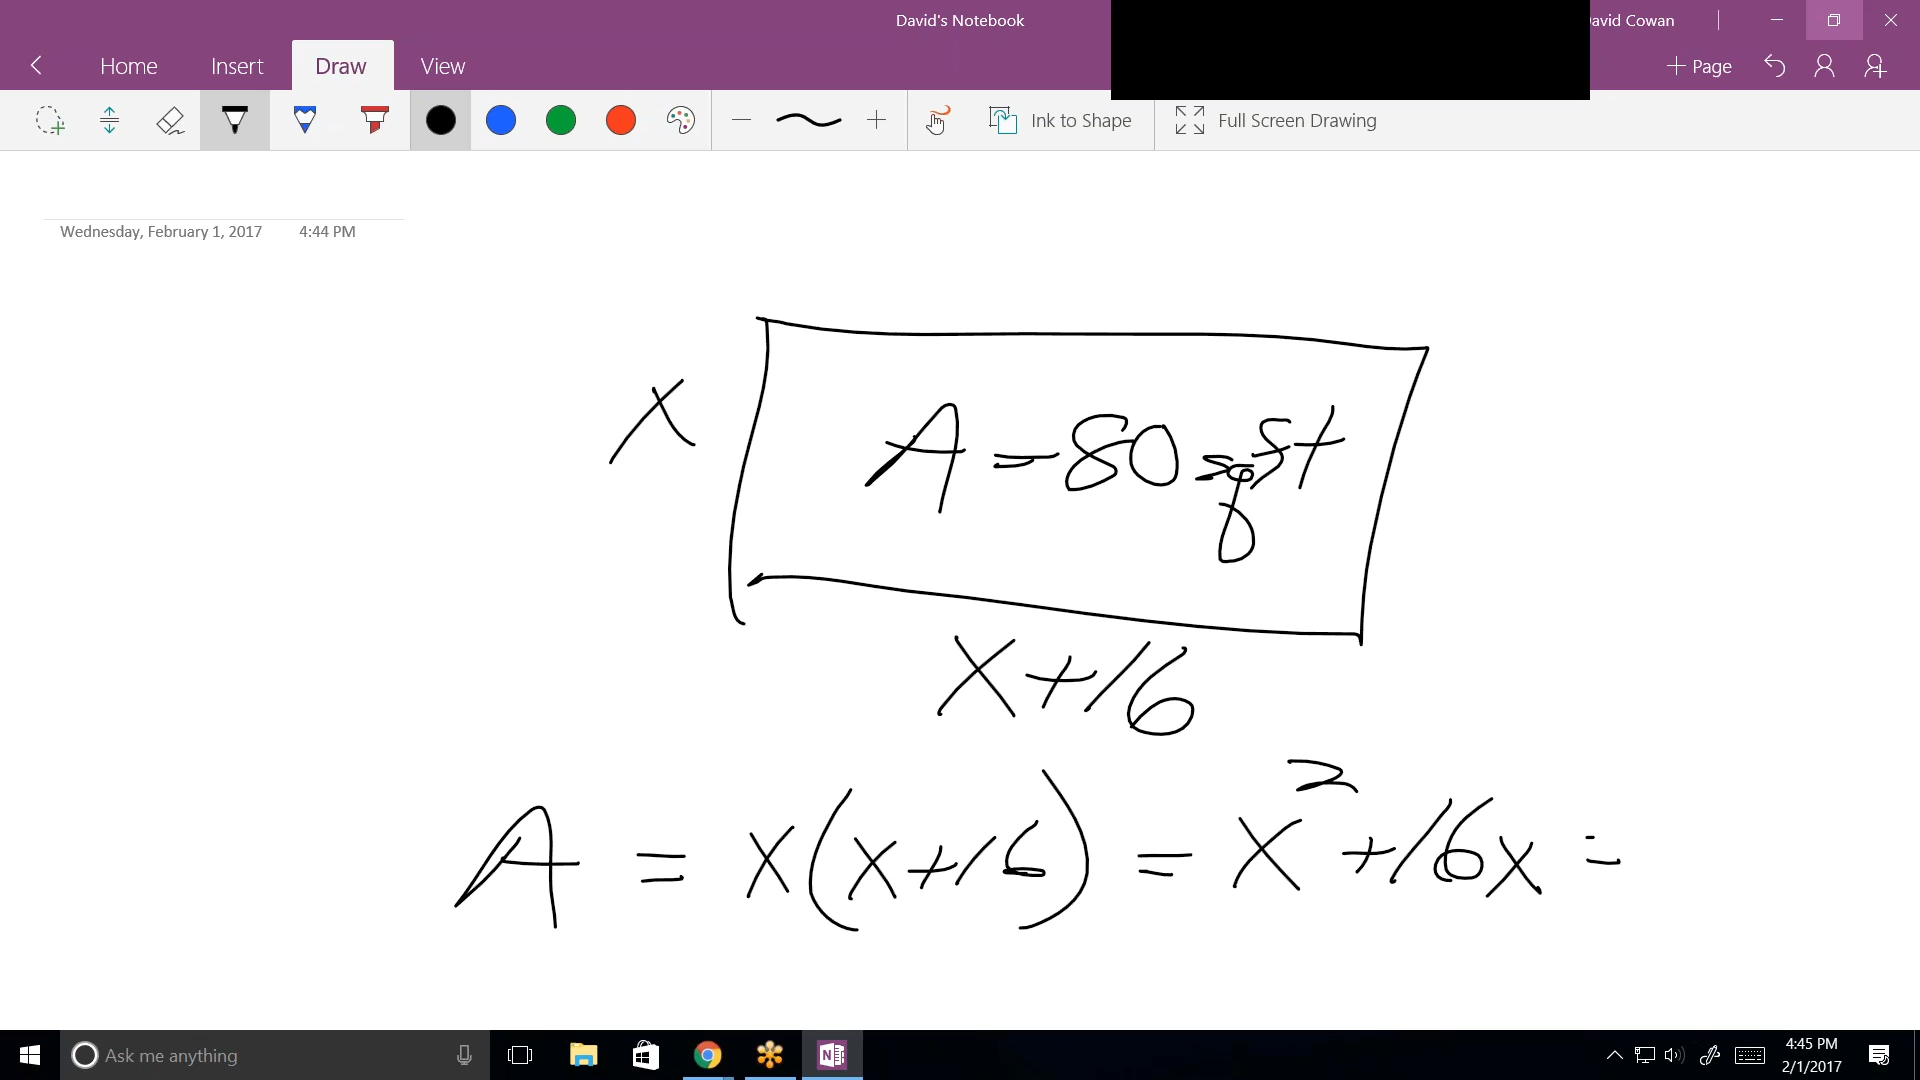 David's Notebook
avid Cowan
Home Insert Draw View
Page
Ink to Shape
Full Screen Drawing
Wednesday, February 1, 2017 4:44 PM
X
A = 80 sq ft
X+16
A = X(X+16) = X²+16X =
Ask me anything
N
4:45 PM
2/1/2017